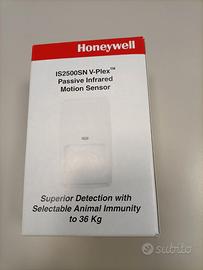 Honeywell
IS2500SN V-Plex™
Passive Infrared
Motion Sensor
Superior Detection with
Selectable Animal Immunity
to 36 Kg
subito